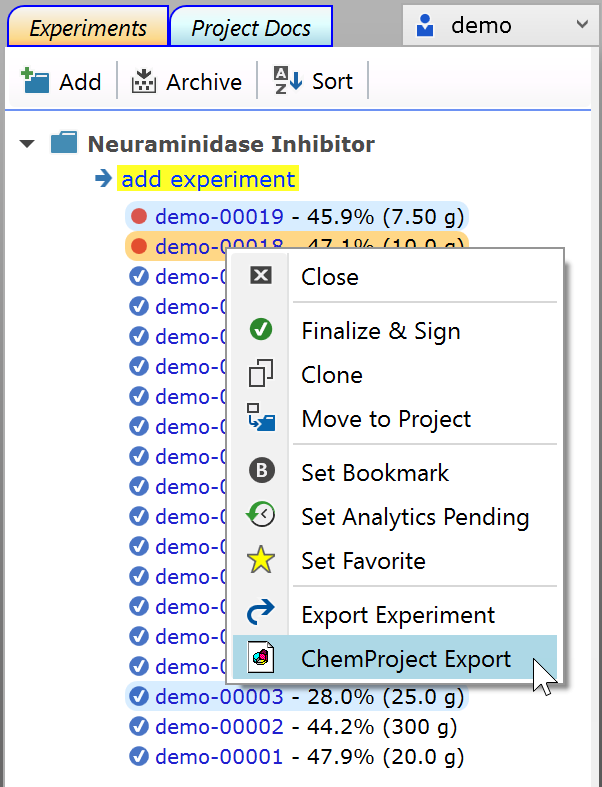 Experiments Project Docs demo
Add Archive AZ Sort
Neuraminidase Inhibitor
add experiment
demo-00019 - 45.9% (7.50 g)
demo-00018 - 47.1% (10.0 g)
demo-0
Close
demo-0
demo-0
Finalize & Sign
demo-0
Clone
demo-0
demo-0
Move to Project
demo-0
B Set Bookmark
demo-0
demo-0
Set Analytics Pending
demo-0
Set Favorite
demo-0
demo-0
Export Experiment
demo-0
demo-0
ChemProject Export
demo-00003 - 28.0% (25.0 g)
demo-00002 - 44.2% (300 g)
demo-00001 - 47.9% (20.0 g)